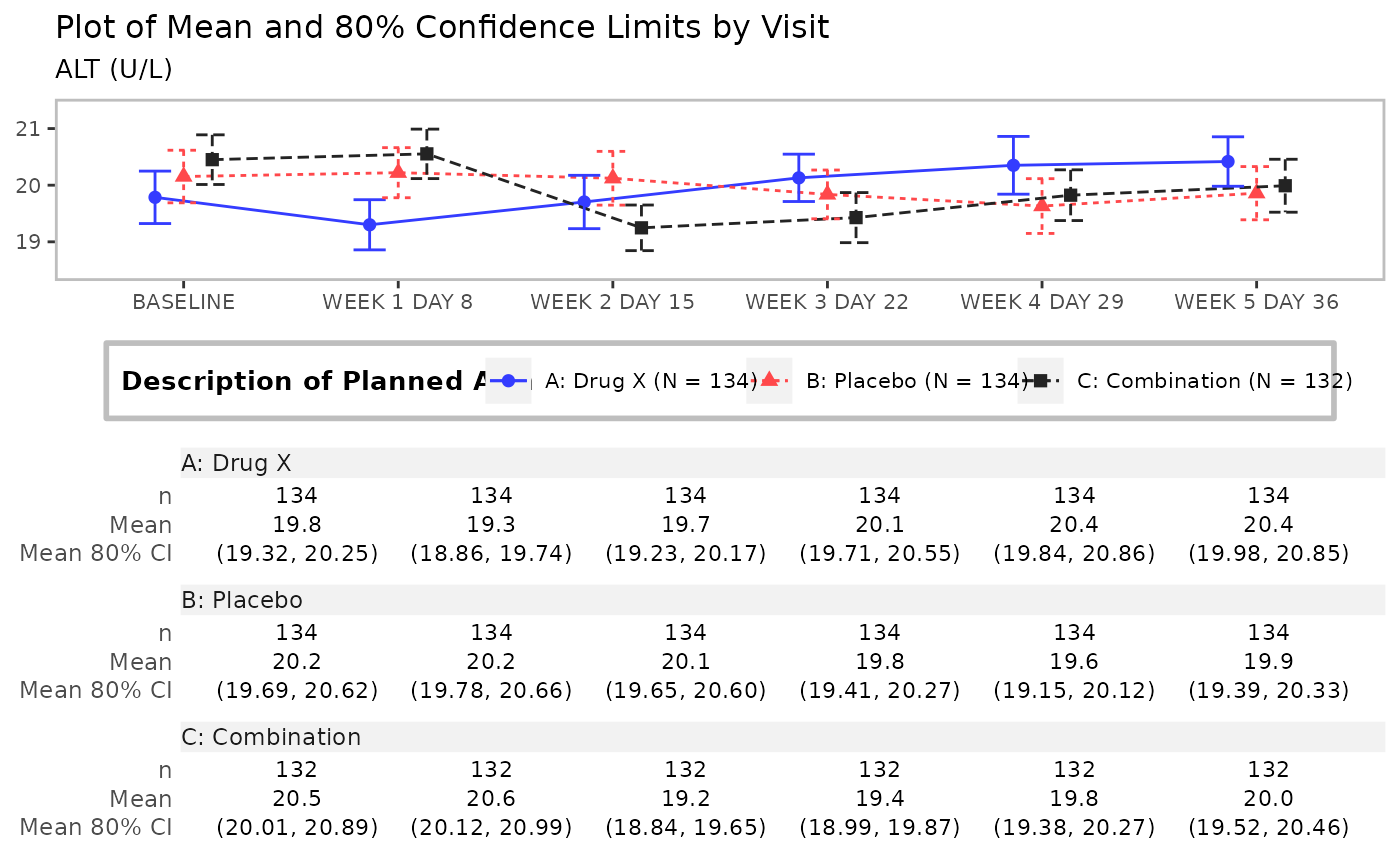 Plot of Mean and 80% Confidence Limits by Visit
ALT (U/L)
21
20
19
BASELINE WEEK 1 DAY 8 WEEK 2 DAY 15 WEEK 3 DAY 22 WEEK 4 DAY 29 WEEK 5 DAY 36
Description of Planned A: Drug X (N = 134) B: Placebo (N = 134) C: Combination (N = 132)
A: Drug X
n 134 134 134 134 134 134
Mean 19.8 19.3 19.7 20.1 20.4 20.4
Mean 80% CI (19.32, 20.25) (18.86, 19.74) (19.23, 20.17) (19.71, 20.55) (19.84, 20.86) (19.98, 20.85)
B: Placebo
n 134 134 134 134 134 134
Mean 20.2 20.2 20.1 19.8 19.6 19.9
Mean 80% CI (19.69, 20.62) (19.78, 20.66) (19.65, 20.60) (19.41, 20.27) (19.15, 20.12) (19.39, 20.33)
C: Combination
n 132 132 132 132 132 132
Mean 20.5 20.6 19.2 19.4 19.8 20.0
Mean 80% CI (20.01, 20.89) (20.12, 20.99) (18.84, 19.65) (18.99, 19.87) (19.38, 20.27) (19.52, 20.46)